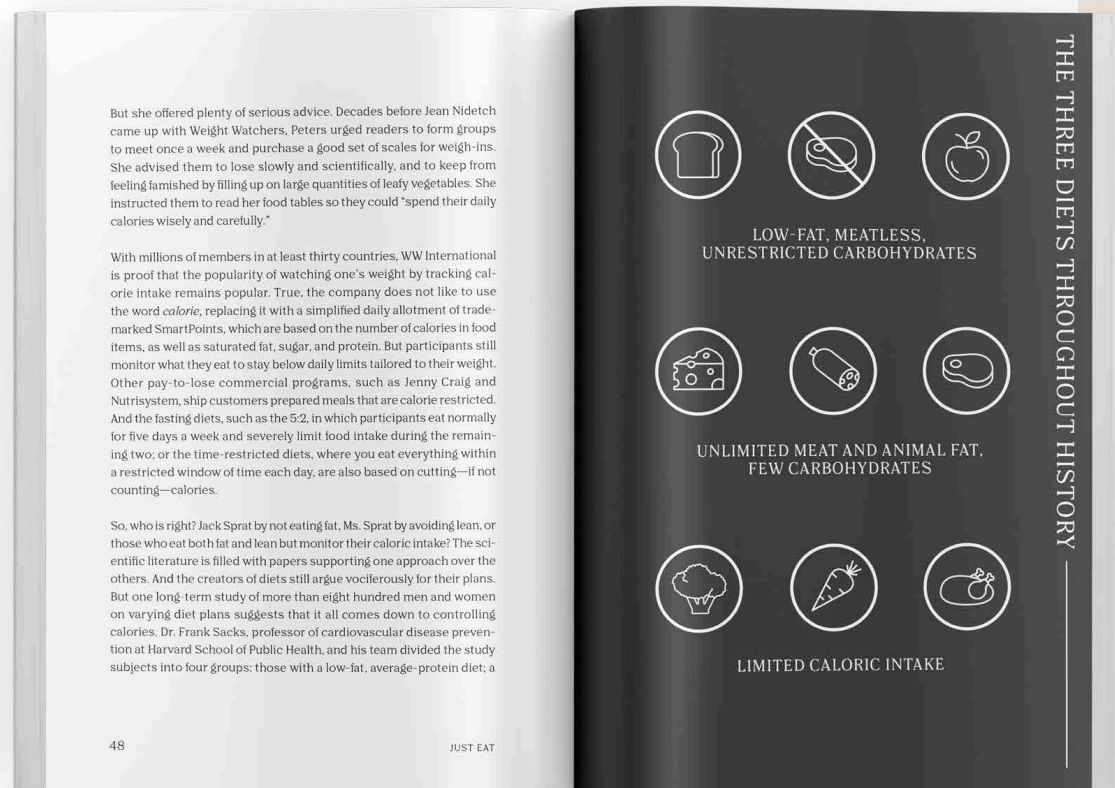 But she offered plenty of serious advice. Decades before Jean Nidetch
came up with Weight Watchers, Peters urged readers to form groups
to meet once a week and purchase a good set of scales for weigh-ins.
She advised them to lose slowly and scientifically, and to keep from
feeling famished by filling up on large quantities of leafy vegetables. She
instructed them to read her food tables so they could “spend their daily
calories wisely and carefully.”
With millions of members in at least thirty countries, WW International
is proof that the popularity of watching one’s weight by tracking cal-
orie intake remains popular. True, the company does not like to use
the word calorie, replacing it with a simplified daily allotment of trade-
marked SmartPoints, which are based on the number of calories in food
items, as well as saturated fat, sugar, and protein. But participants still
monitor what they eat to stay below daily limits tailored to their weight.
Other pay-to-lose commercial programs, such as Jenny Craig and
Nutrisystem, ship customers prepared meals that are calorie restricted.
And the fasting diets, such as the 5:2, in which participants eat normally
for five days a week and severely limit food intake during the remain-
ing two; or the time-restricted diets, where you eat everything within
a restricted window of time each day, are also based on cutting—if not
counting—calories.
So, who is right? Jack Sprat by not eating fat, Ms. Sprat by avoiding lean, or
those who eat both fat and lean but monitor their caloric intake? The sci-
entific literature is filled with papers supporting one approach over the
others. And the creators of diets still argue vociferously for their plans.
But one long-term study of more than eight hundred men and women
on varying diet plans suggests that it all comes down to controlling
calories. Dr. Frank Sacks, professor of cardiovascular disease preven-
tion at Harvard School of Public Health, and his team divided the study
subjects into four groups: those with a low-fat, average-protein diet; a
48
JUST EAT
THE THREE DIETS THROUGHOUT HISTORY
LOW-FAT, MEATLESS,
UNRESTRICTED CARBOHYDRATES
UNLIMITED MEAT AND ANIMAL FAT,
FEW CARBOHYDRATES
LIMITED CALORIC INTAKE